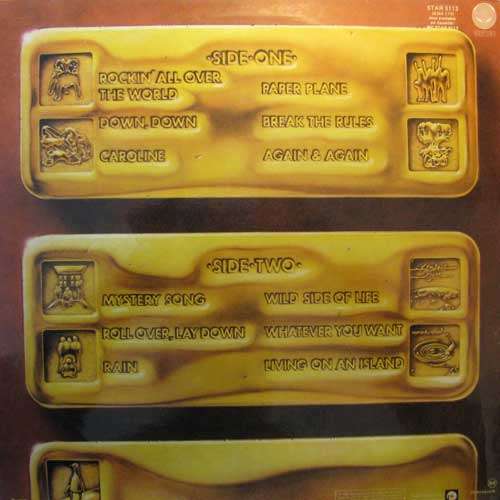 STAR 5113
·SIDE·ONE·
ROCKIN' ALL OVER
THE WORLD
DOWN, DOWN
CAROLINE
PAPER PLANE
BREAK THE RULES
AGAIN & AGAIN
·SIDE·TWO·
MYSTERY SONG
ROLL OVER, LAY DOWN
RAIN
WILD SIDE OF LIFE
WHATEVER YOU WANT
LIVING ON AN ISLAND